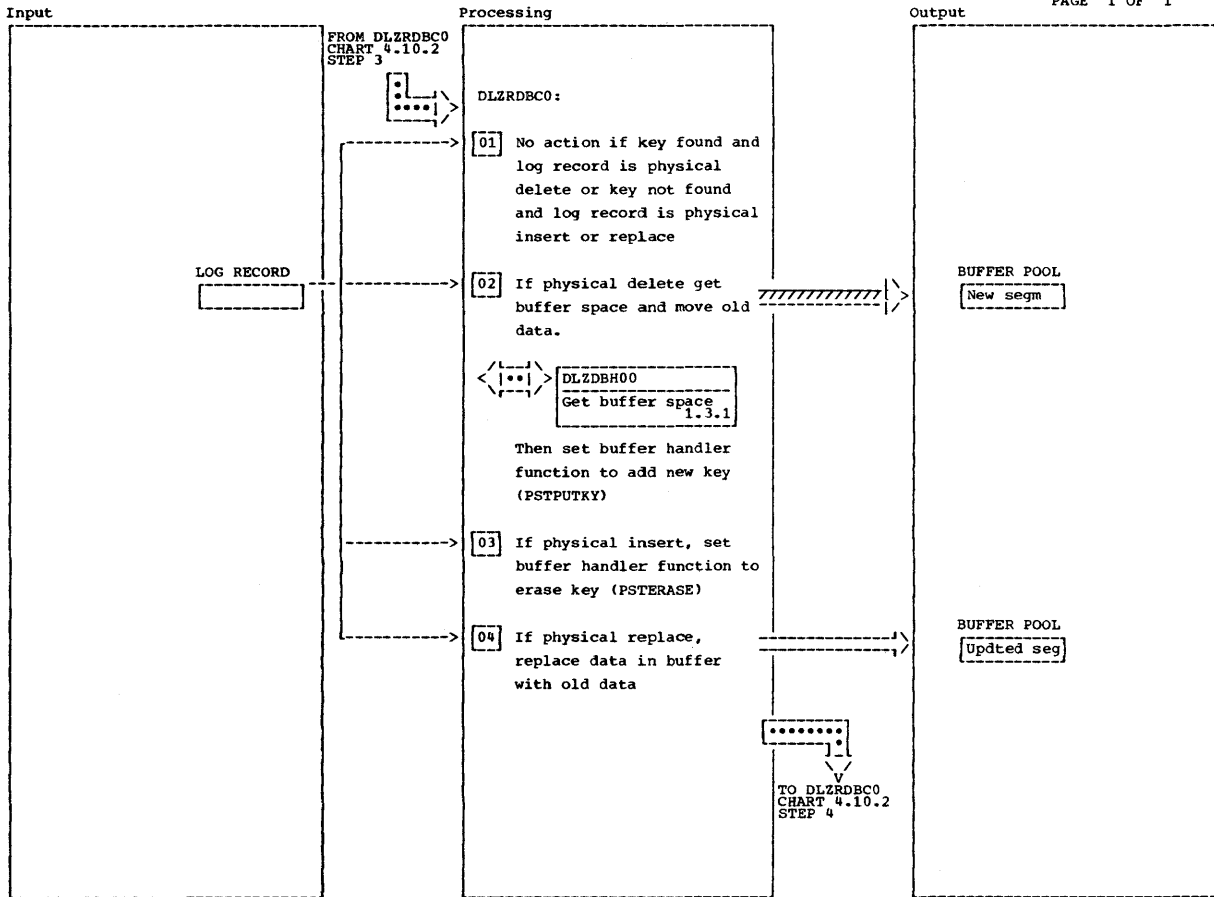 PAGE 1 OF 1
Input
Processing
Output
FROM DLZRDBC0
CHART 4.10.2
STEP 3
DLZRDBC0:
01 No action if key found and
log record is physical
delete or key not found
and log record is physical
insert or replace
LOG RECORD
02 If physical delete get
buffer space and move old
data.
BUFFER POOL
New segm
DLZDBH00
Get buffer space
1.3.1
Then set buffer handler
function to add new key
(PSTPUTKY)
03 If physical insert, set
buffer handler function to
erase key (PSTERASE)
04 If physical replace,
replace data in buffer
with old data
BUFFER POOL
Updted seg
TO DLZRDBC0
CHART 4.10.2
STEP 4